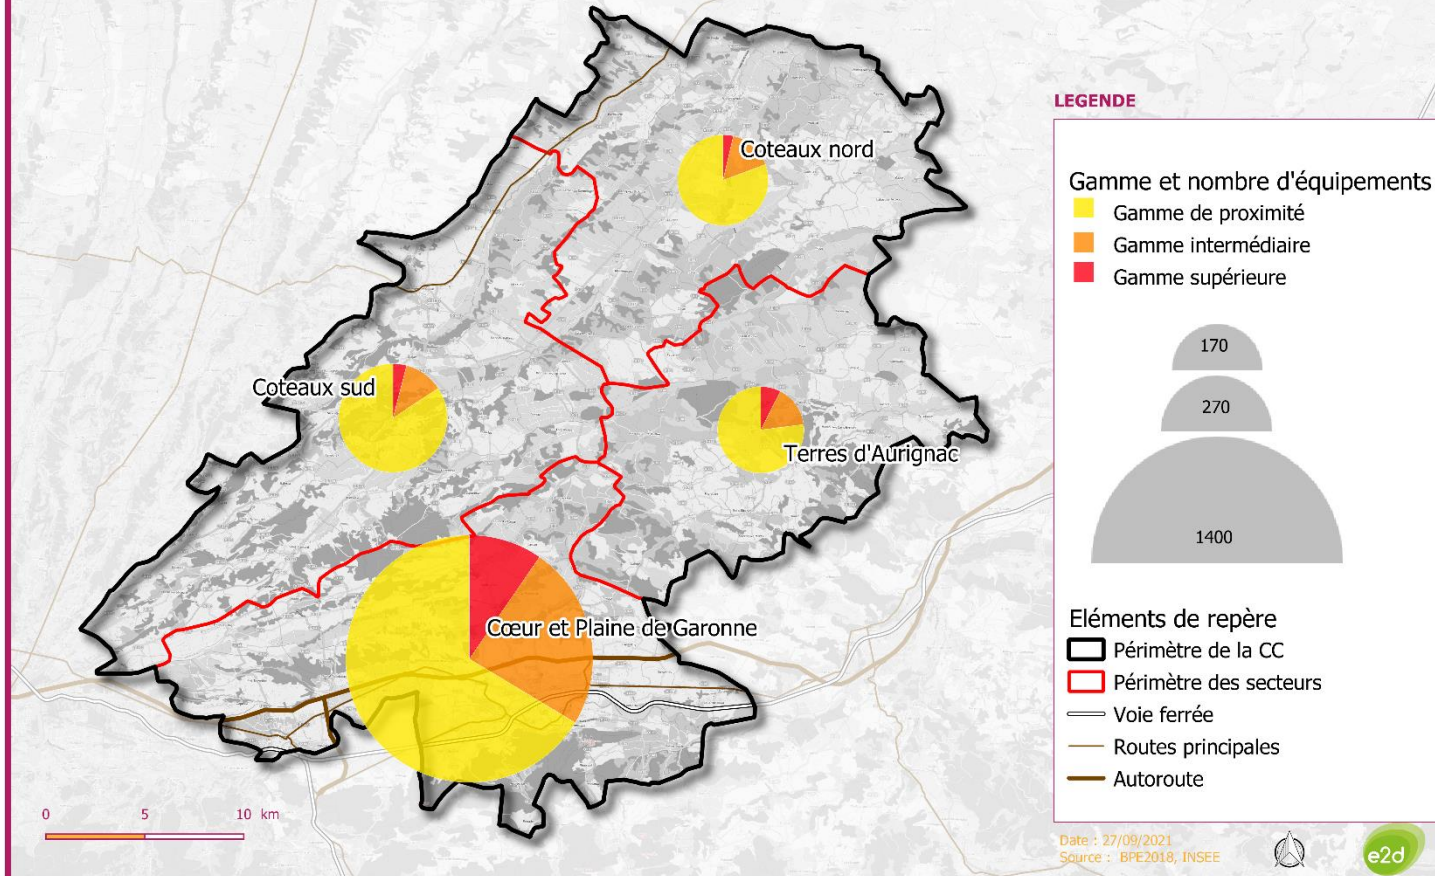 Coteaux nord
Coteaux sud
Terres d'Aurignac
Cœur et Plaine de Garonne
0 5 10 km
LEGENDE
Gamme et nombre d'équipements
Gamme de proximité
Gamme intermédiaire
Gamme supérieure
170
270
1400
Eléments de repère
Périmètre de la CC
Périmètre des secteurs
Voie ferrée
Routes principales
Autoroute
Date : 27/09/2021
Source : BPE2018, INSEE
e2d